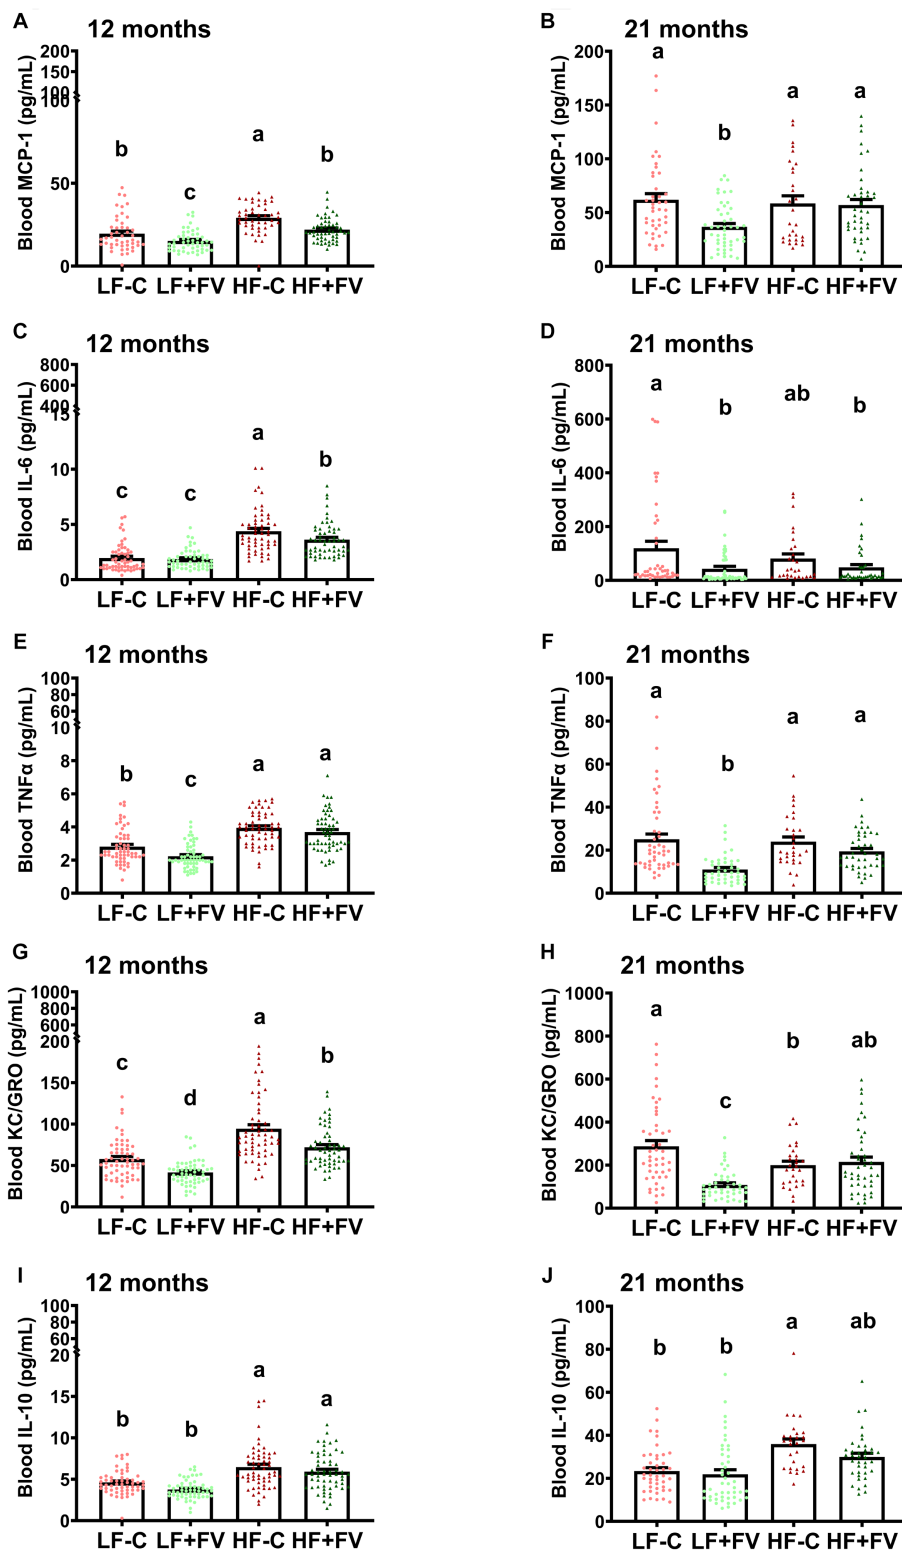 A 12 months
Blood MCP-1 (pg/mL)
200
150
100
100
50
0
b
c
a
b
LF-C LF+FV HF-C HF+FV
B 21 months
Blood MCP-1 (pg/mL)
200
150
100
50
0
a
b
a
a
LF-C LF+FV HF-C HF+FV
C 12 months
Blood IL-6 (pg/mL)
800
600
400
15
10
5
0
c
c
a
b
LF-C LF+FV HF-C HF+FV
D 21 months
Blood IL-6 (pg/mL)
800
600
400
200
0
a
b
ab
b
LF-C LF+FV HF-C HF+FV
E 12 months
Blood TNFα (pg/mL)
100
80
60
10
8
6
4
2
0
b
c
a
a
LF-C LF+FV HF-C HF+FV
F 21 months
Blood TNFα (pg/mL)
100
80
60
40
20
0
a
b
a
a
LF-C LF+FV HF-C HF+FV
G 12 months
Blood KC/GRO (pg/mL)
1000
800
600
200
150
100
50
0
c
d
a
b
LF-C LF+FV HF-C HF+FV
H 21 months
Blood KC/GRO (pg/mL)
1000
800
600
400
200
0
a
c
b
ab
LF-C LF+FV HF-C HF+FV
I 12 months
Blood IL-10 (pg/mL)
100
80
60
20
15
10
5
0
b
b
a
a
LF-C LF+FV HF-C HF+FV
J 21 months
Blood IL-10 (pg/mL)
100
80
60
40
20
0
b
b
a
ab
LF-C LF+FV HF-C HF+FV